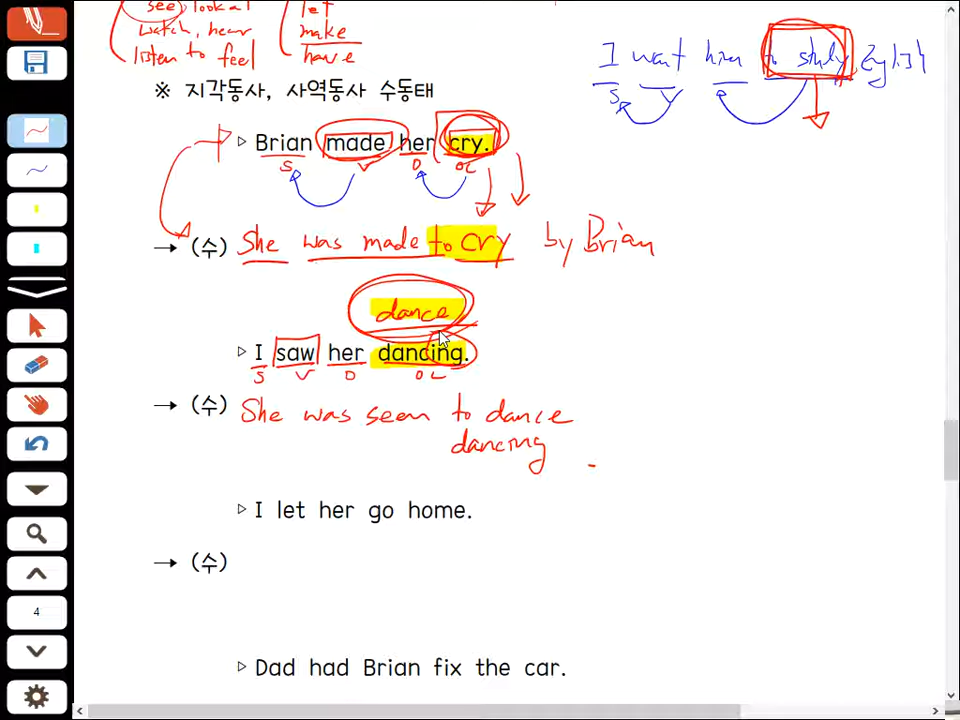 see, look at
watch, hear
listen to feel
let
make
have
I want him to study English
S V
※ 지각동사, 사역동사 수동태
▷ Brian made her cry.
S V O OC
→ (수) She was made to cry by Brian
dance
▷ I saw her dancing.
S V O OC
→ (수) She was seen to dance
dancing
▷ I let her go home.
→ (수)
4
▷ Dad had Brian fix the car.